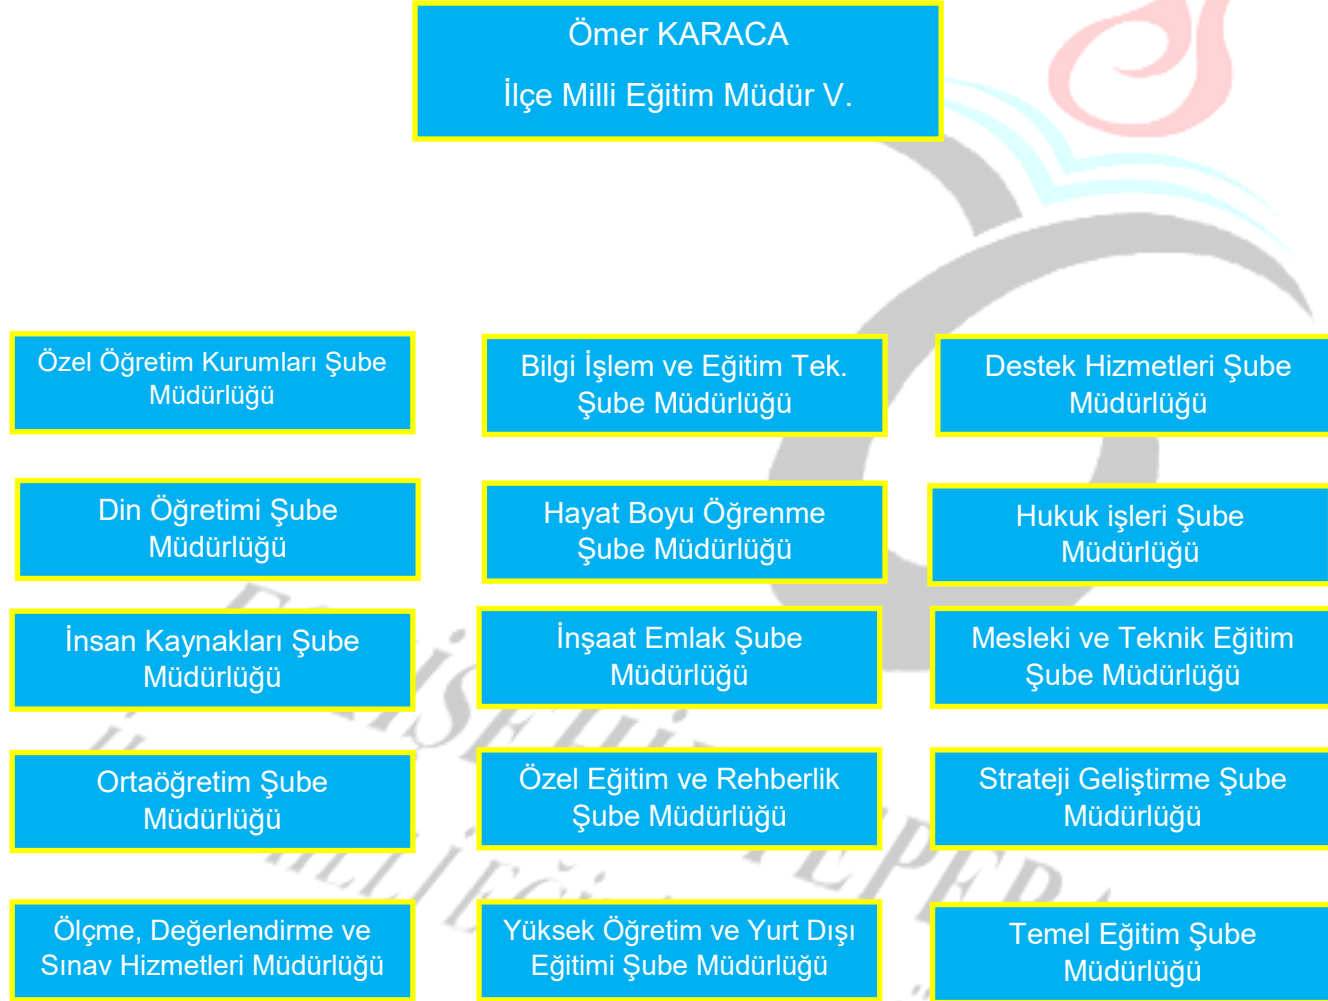 Ömer KARACA
İlçe Milli Eğitim Müdür V.
Özel Öğretim Kurumları Şube
Müdürlüğü
Bilgi İşlem ve Eğitim Tek.
Şube Müdürlüğü
Destek Hizmetleri Şube
Müdürlüğü
Din Öğretimi Şube
Müdürlüğü
Hayat Boyu Öğrenme
Şube Müdürlüğü
Hukuk işleri Şube
Müdürlüğü
İnsan Kaynakları Şube
Müdürlüğü
İnşaat Emlak Şube
Müdürlüğü
Mesleki ve Teknik Eğitim
Şube Müdürlüğü
Ortaöğretim Şube
Müdürlüğü
Özel Eğitim ve Rehberlik
Şube Müdürlüğü
Strateji Geliştirme Şube
Müdürlüğü
Ölçme, Değerlendirme ve
Sınav Hizmetleri Müdürlüğü
Yüksek Öğretim ve Yurt Dışı
Eğitimi Şube Müdürlüğü
Temel Eğitim Şube
Müdürlüğü